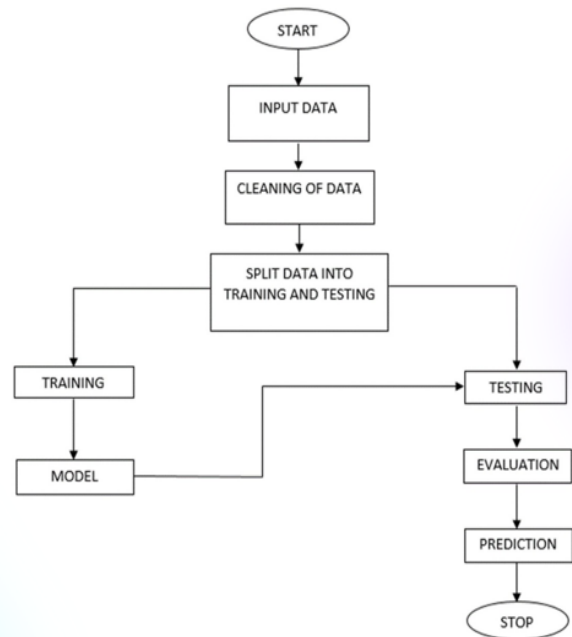 START
INPUT DATA
CLEANING OF DATA
SPLIT DATA INTO
TRAINING AND TESTING
TRAINING
TESTING
MODEL
EVALUATION
PREDICTION
STOP